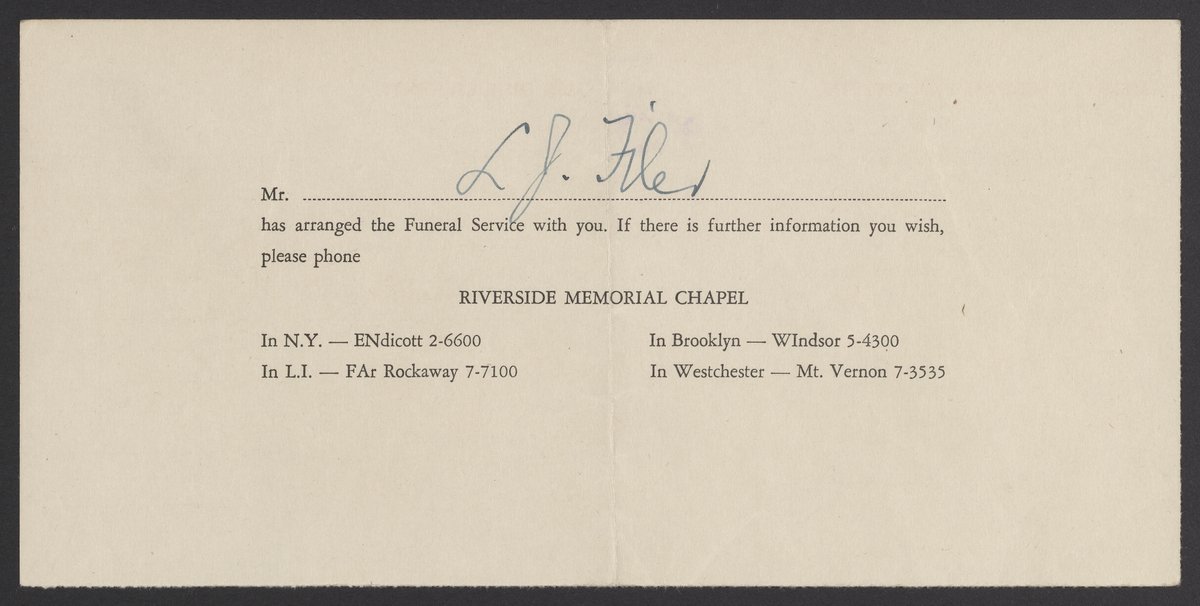 Mr. L J. Filer
has arranged the Funeral Service with you. If there is further information you wish,
please phone
RIVERSIDE MEMORIAL CHAPEL
In N.Y. — ENdicott 2-6600
In Brooklyn — WIndsor 5-4300
In L.I. — FAr Rockaway 7-7100
In Westchester — Mt. Vernon 7-3535